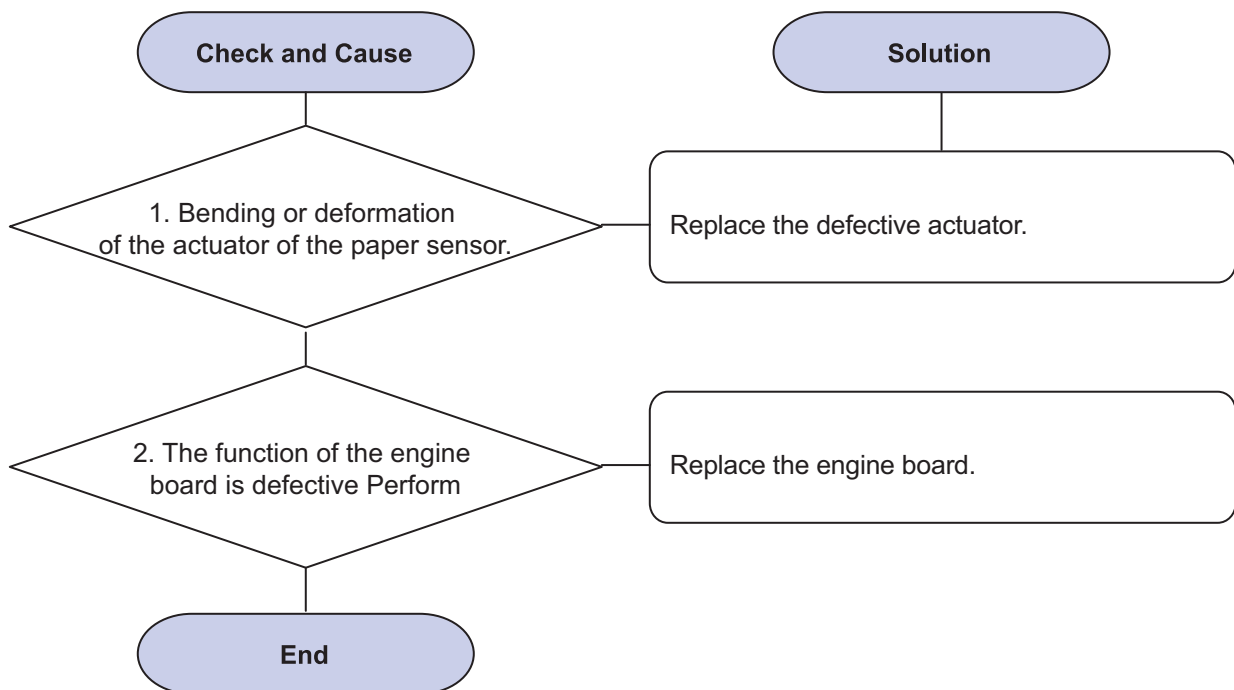 Check and Cause
Solution
1. Bending or deformation
of the actuator of the paper sensor.
Replace the defective actuator.
2. The function of the engine
board is defective Perform
Replace the engine board.
End